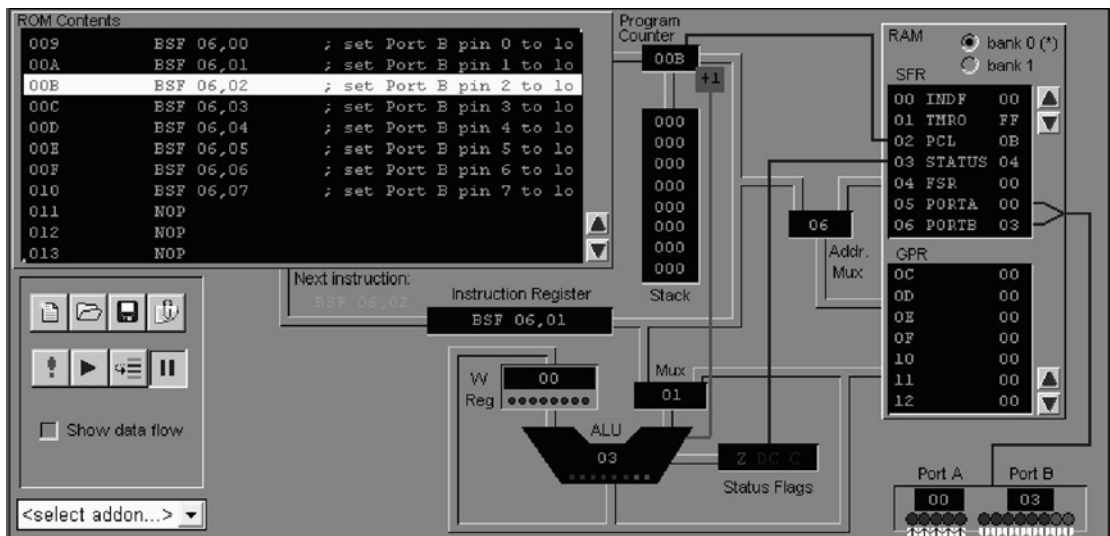 ROM Contents
009 BSF 06,00 ; set Port B pin 0 to lo
00A BSF 06,01 ; set Port B pin 1 to lo
00B BSF 06,02 ; set Port B pin 2 to lo
00C BSF 06,03 ; set Port B pin 3 to lo
00D BSF 06,04 ; set Port B pin 4 to lo
00E BSF 06,05 ; set Port B pin 5 to lo
00F BSF 06,06 ; set Port B pin 6 to lo
010 BSF 06,07 ; set Port B pin 7 to lo
011 NOP
012 NOP
013 NOP
Program
Counter
00B
+1
000
000
000
000
000
000
000
000
Stack
RAM
bank 0 (*)
bank 1
SFR
00 INDF 00
01 TMRO FF
02 PCL 0B
03 STATUS 04
04 FSR 00
05 PORTA 00
06 PORTB 03
06
Addr.
Mux
GPR
0C 00
0D 00
0E 00
0F 00
10 00
11 00
12 00
Next instruction:
BSF 06,02
Instruction Register
BSF 06,01
Show data flow
<select addon...>
W
Reg
00
Mux
01
ALU
03
Z DC C
Status Flags
Port A
00
Port B
03